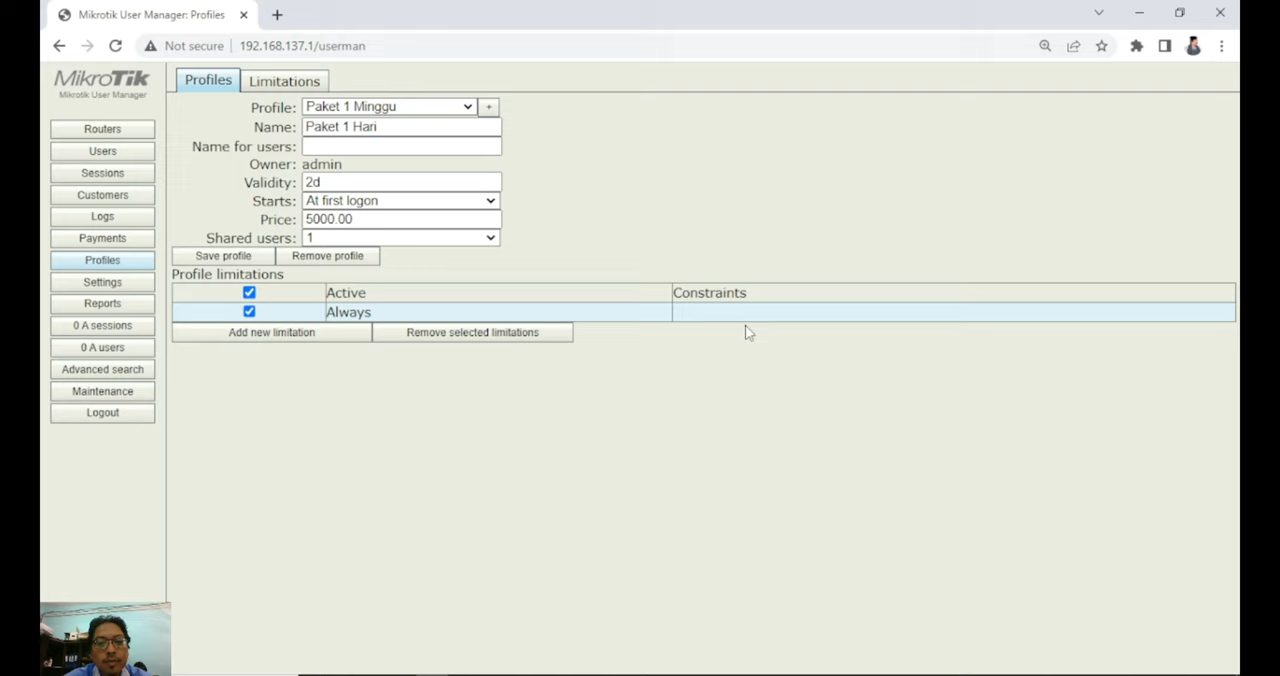 Mikrotik User Manager: Profiles
Not secure 192.168.137.1/userman
MikroTik
Mikrotik User Manager
Routers
Users
Sessions
Customers
Logs
Payments
Profiles
Settings
Reports
0 A sessions
0 A users
Advanced search
Maintenance
Logout
Profiles Limitations
Profile: Paket 1 Minggu +
Name: Paket 1 Hari
Name for users:
Owner: admin
Validity: 2d
Starts: At first logon
Price: 5000.00
Shared users: 1
Save profile Remove profile
Profile limitations
Active Constraints
Always
Add new limitation Remove selected limitations